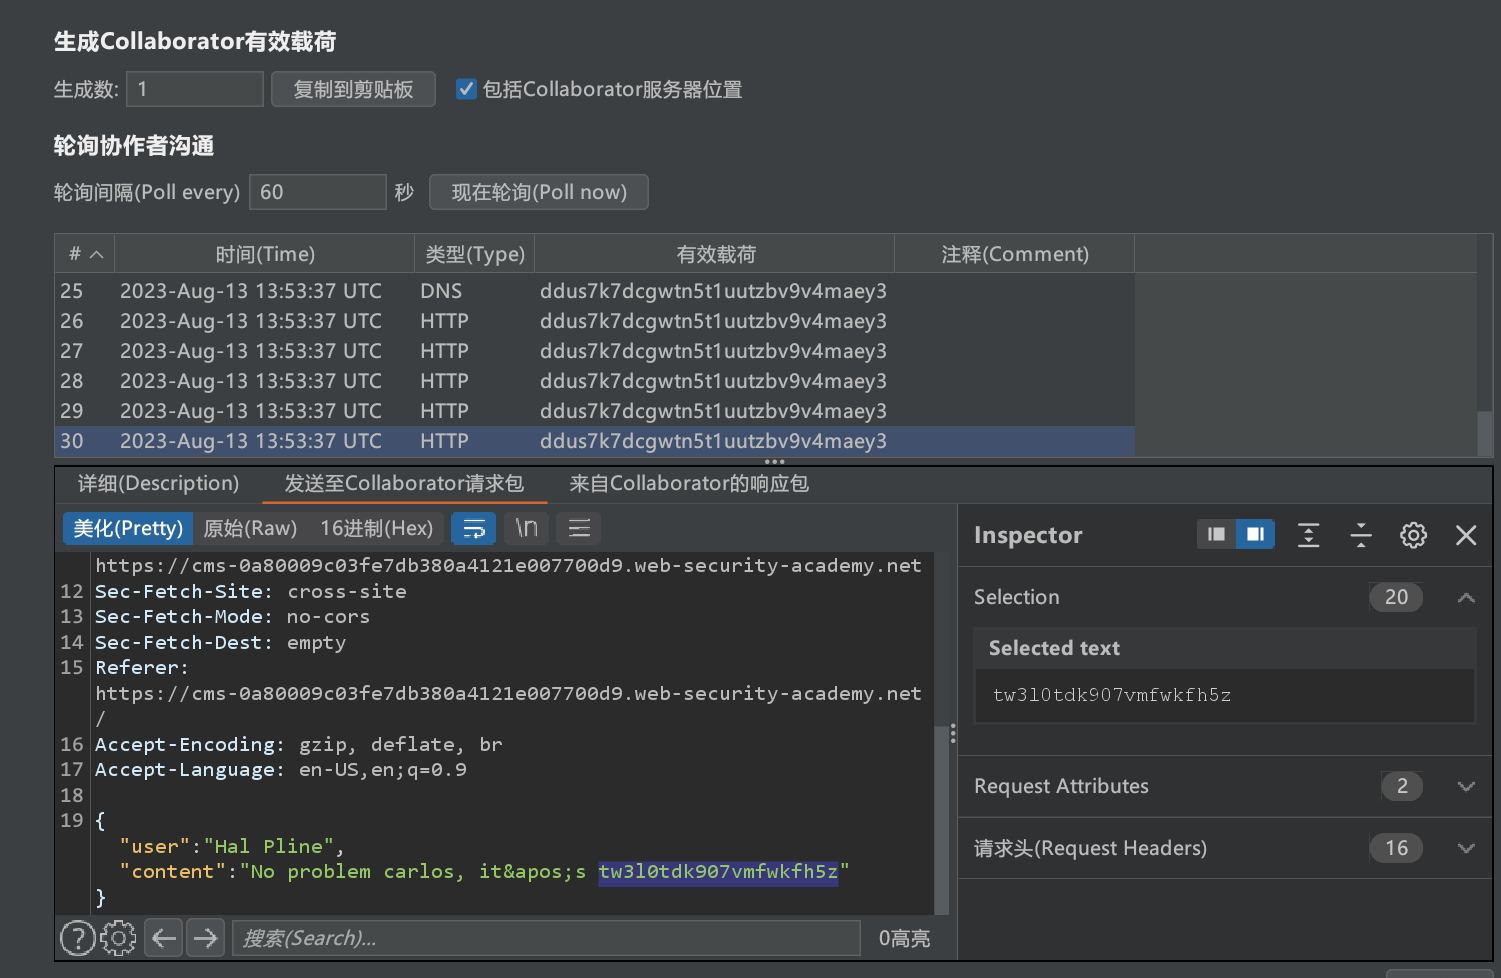 生成Collaborator有效载荷
生成数: 1 复制到剪贴板 包括Collaborator服务器位置
轮询协作者沟通
轮询间隔(Poll every) 60 秒 现在轮询(Poll now)
# 时间(Time) 类型(Type) 有效载荷 注释(Comment)
25 2023-Aug-13 13:53:37 UTC DNS ddus7k7dcgwtn5t1uutzbv9v4maey3
26 2023-Aug-13 13:53:37 UTC HTTP ddus7k7dcgwtn5t1uutzbv9v4maey3
27 2023-Aug-13 13:53:37 UTC HTTP ddus7k7dcgwtn5t1uutzbv9v4maey3
28 2023-Aug-13 13:53:37 UTC HTTP ddus7k7dcgwtn5t1uutzbv9v4maey3
29 2023-Aug-13 13:53:37 UTC HTTP ddus7k7dcgwtn5t1uutzbv9v4maey3
30 2023-Aug-13 13:53:37 UTC HTTP ddus7k7dcgwtn5t1uutzbv9v4maey3
详细(Description) 发送至Collaborator请求包 来自Collaborator的响应包
美化(Pretty) 原始(Raw) 16进制(Hex) \n
https://cms-0a80009c03fe7db380a4121e007700d9.web-security-academy.net
12 Sec-Fetch-Site: cross-site
13 Sec-Fetch-Mode: no-cors
14 Sec-Fetch-Dest: empty
15 Referer:
https://cms-0a80009c03fe7db380a4121e007700d9.web-security-academy.net
/
16 Accept-Encoding: gzip, deflate, br
17 Accept-Language: en-US,en;q=0.9
18
19 {
"user":"Hal Pline",
"content":"No problem carlos, it&apos;s tw3l0tdk907vmfwkfh5z"
}
搜索(Search)... 0高亮
Inspector
Selection 20
Selected text
tw3l0tdk907vmfwkfh5z
Request Attributes 2
请求头(Request Headers) 16